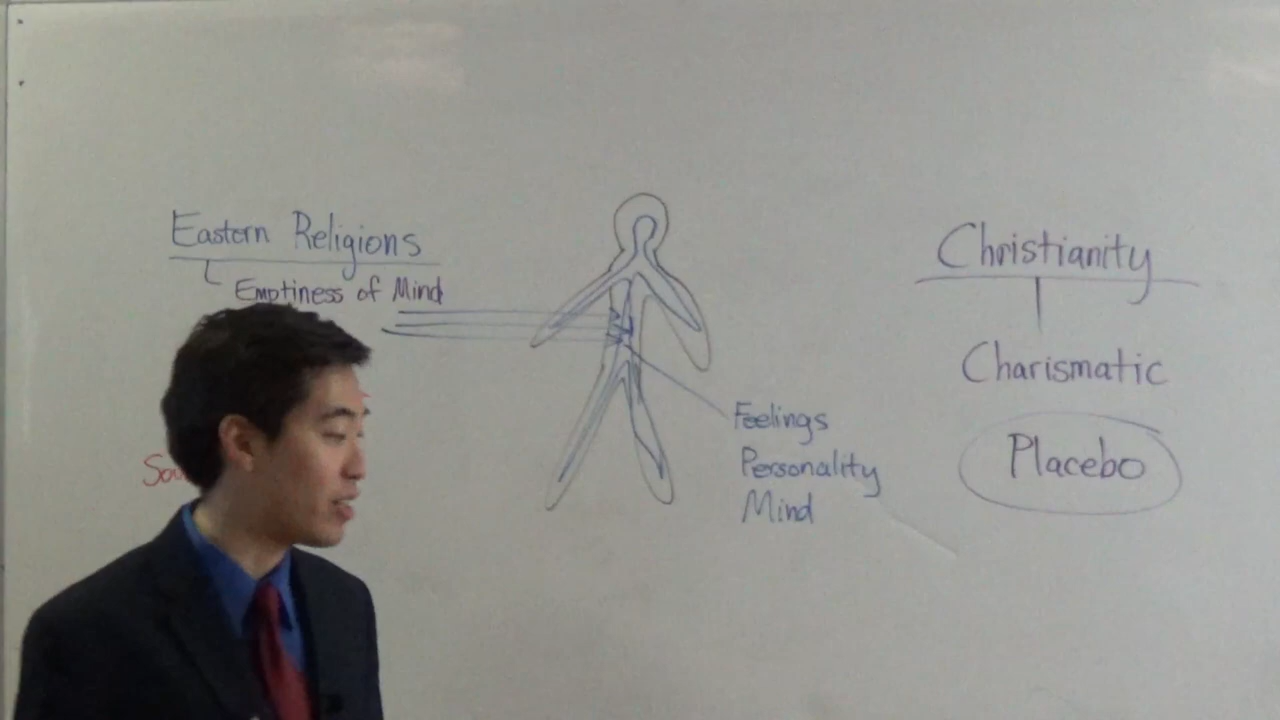 Eastern Religions
Emptiness of Mind
Feelings
Personality
Mind
Christianity
Charismatic
Placebo